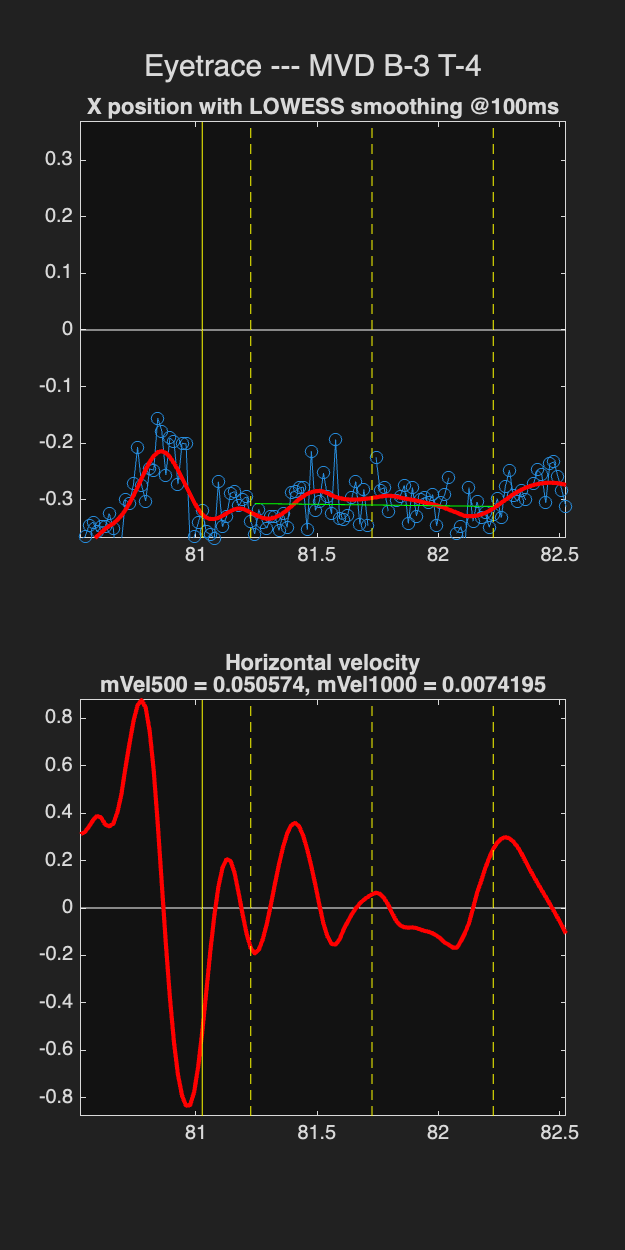 Eyetrace --- MVD B-3 T-4
X position with LOWESS smoothing @100ms
0.3
0.2
0.1
0
-0.1
-0.2
-0.3
81 81.5 82 82.5
Horizontal velocity
mVel500 = 0.050574, mVel1000 = 0.0074195
0.8
0.6
0.4
0.2
0
-0.2
-0.4
-0.6
-0.8
81 81.5 82 82.5